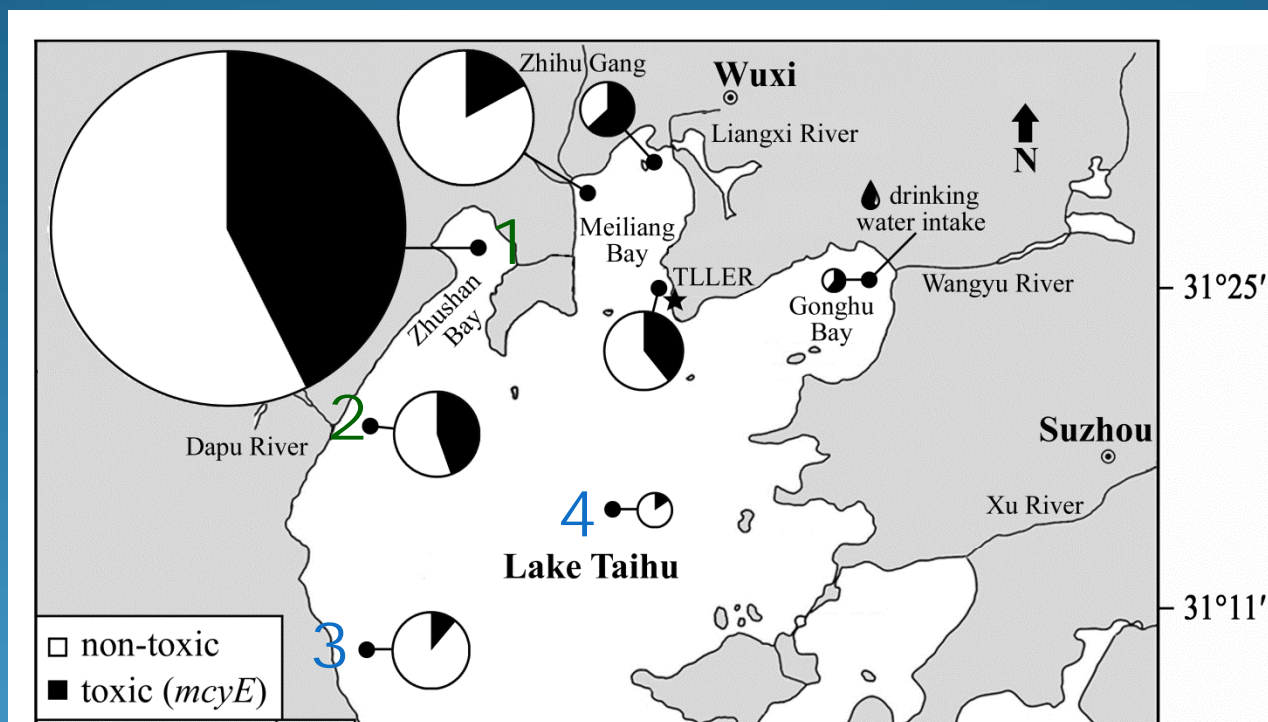 Zhihu Gang
Wuxi
Liangxi River
N
drinking
water intake
1
Meiliang
Bay
TLLER
Wangyu River
31°25′
Zhushan
Bay
Gonghu
Bay
2
Dapu River
Suzhou
4
Xu River
Lake Taihu
31°11′
3
non-toxic
toxic (mcyE)